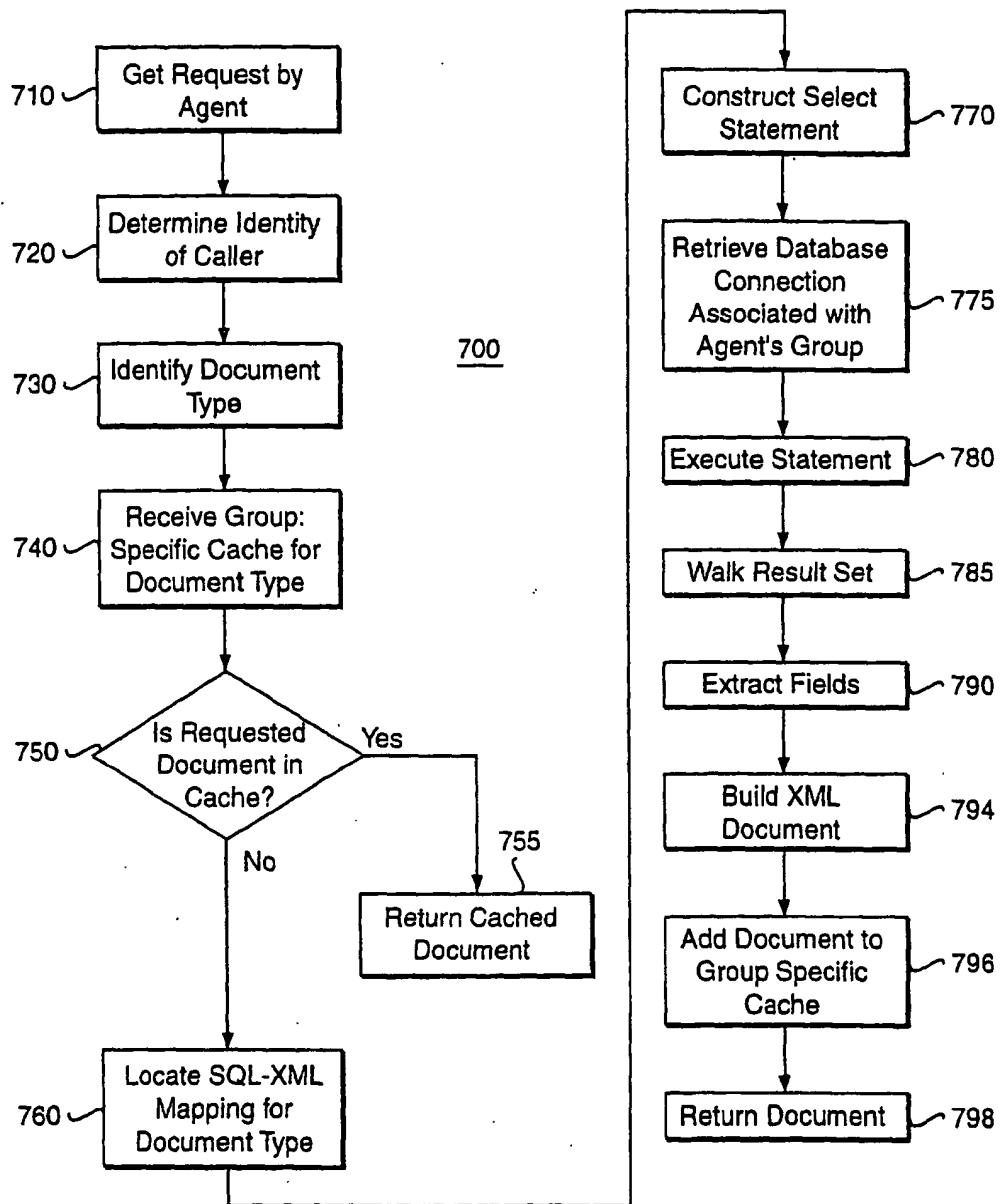 710
Get Request by
Agent
720
Determine Identity
of Caller
700
730
Identify Document
Type
740
Receive Group:
Specific Cache for
Document Type
750
Is Requested
Document in
Cache?
Yes
No
755
Return Cached
Document
760
Locate SQL-XML
Mapping for
Document Type
Construct Select
Statement
770
Retrieve Database
Connection
Associated with
Agent's Group
775
Execute Statement
780
Walk Result Set
785
Extract Fields
790
Build XML
Document
794
Add Document to
Group Specific
Cache
796
Return Document
798